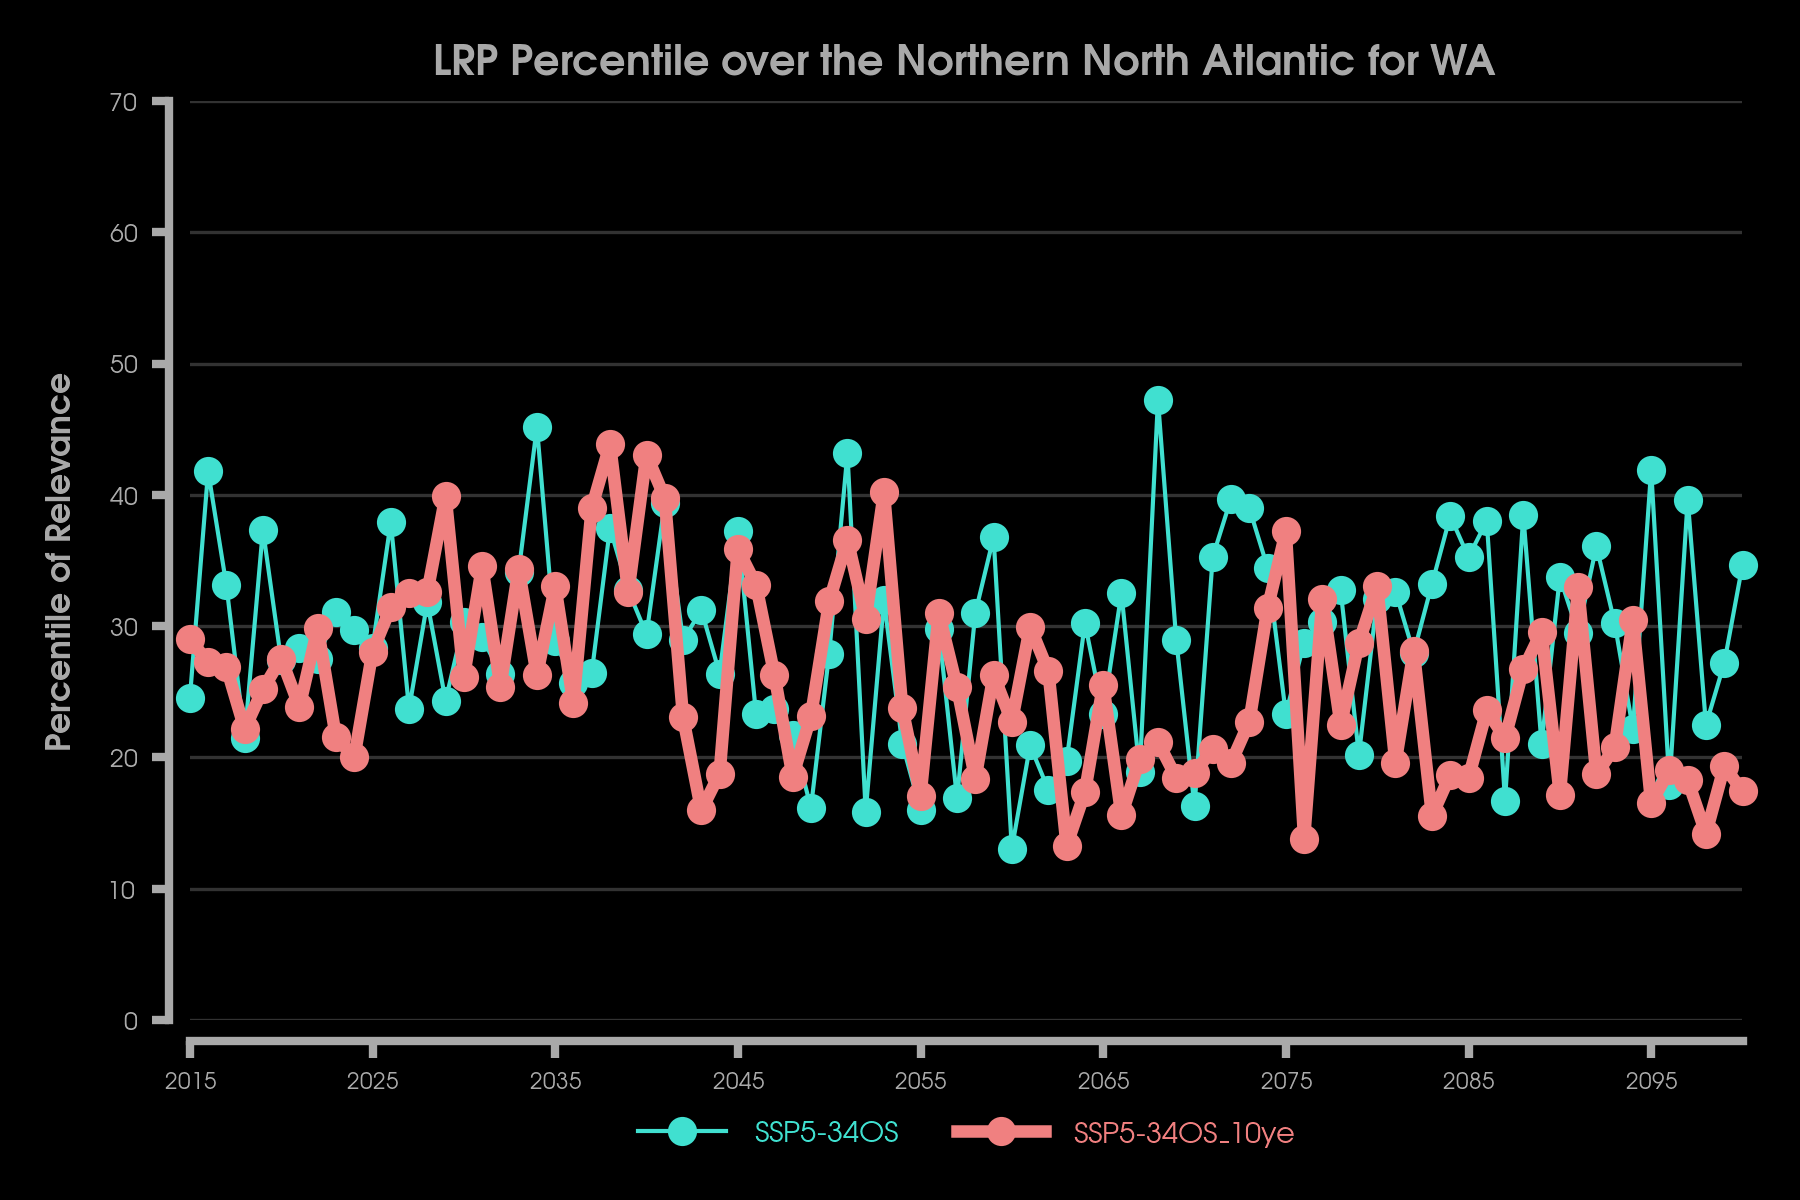 LRP Percentile over the Northern North Atlantic for WA
Percentile of Relevance
70
60
50
40
30
20
10
0
2015 2025 2035 2045 2055 2065 2075 2085 2095
SSP5-34OS SSP5-34OS_10ye